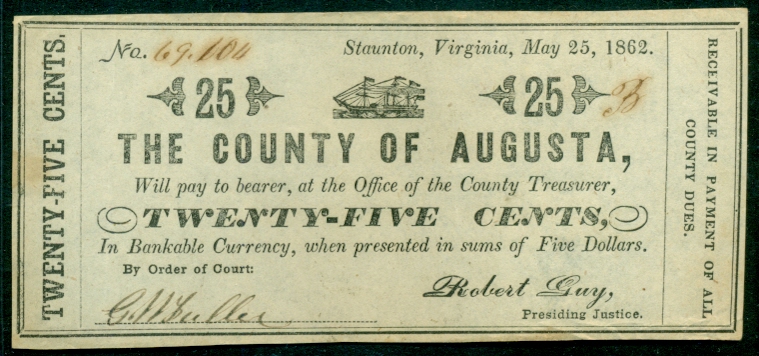 TWENTY-FIVE CENTS.
No. 69.104
Staunton, Virginia, May 25, 1862.
25 25 B
THE COUNTY OF AUGUSTA,
Will pay to bearer, at the Office of the County Treasurer,
TWENTY-FIVE CENTS,
In Bankable Currency, when presented in sums of Five Dollars.
By Order of Court:
Robert Guy,
Presiding Justice.
RECEIVABLE IN PAYMENT OF ALL
COUNTY DUES.